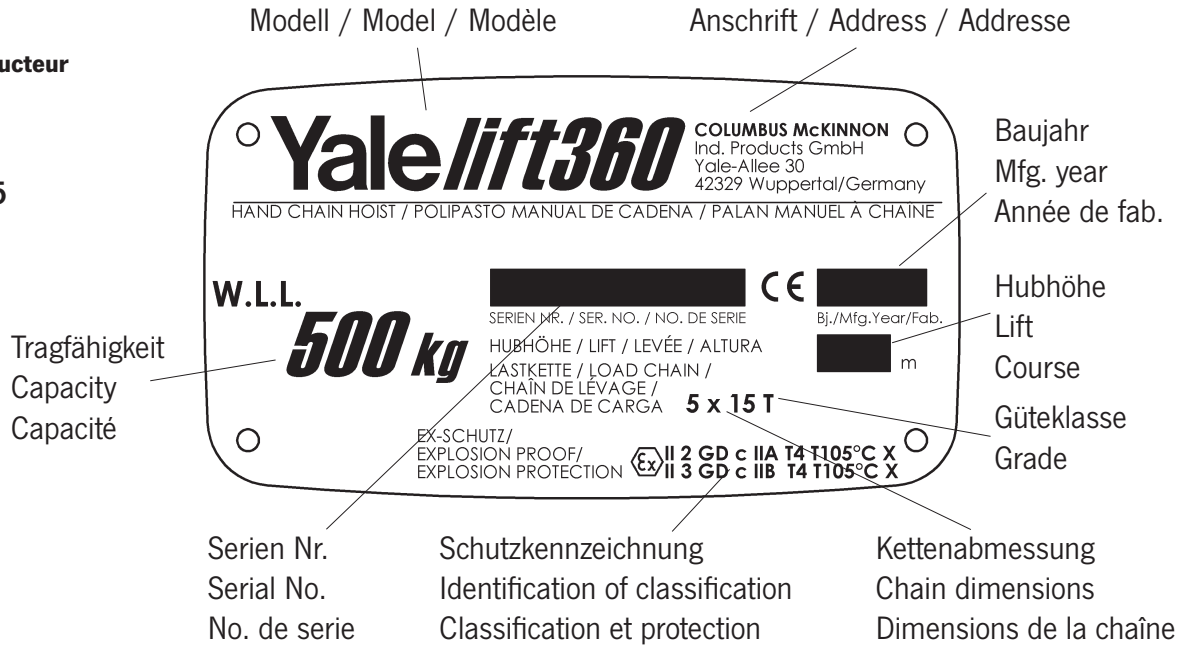 Modell / Model / Modèle
Anschrift / Address / Addresse
ucteur
5
Yalelift360
COLUMBUS McKINNON
Ind. Products GmbH
Yale-Allee 30
42329 Wuppertal/Germany
HAND CHAIN HOIST / POLIPASTO MANUAL DE CADENA / PALAN MANUEL À CHAÎNE
Baujahr
Mfg. year
Année de fab.
W.L.L.
500 kg
CE
SERIEN NR. / SER. NO. / NO. DE SERIE
Bj./Mfg.Year/Fab.
HUBHÖHE / LIFT / LEVÉE / ALTURA
m
LASTKETTE / LOAD CHAIN /
CHAÎN DE LÉVAGE /
CADENA DE CARGA 5 x 15 T
EX-SCHUTZ/
EXPLOSION PROOF/
EXPLOSION PROTECTION
Ex II 2 GD c IIA T4 T105°C X
II 3 GD c IIB T4 T105°C X
Tragfähigkeit
Capacity
Capacité
Hubhöhe
Lift
Course
Güteklasse
Grade
Serien Nr.
Serial No.
No. de serie
Schutzkennzeichnung
Identification of classification
Classification et protection
Kettenabmessung
Chain dimensions
Dimensions de la chaîne